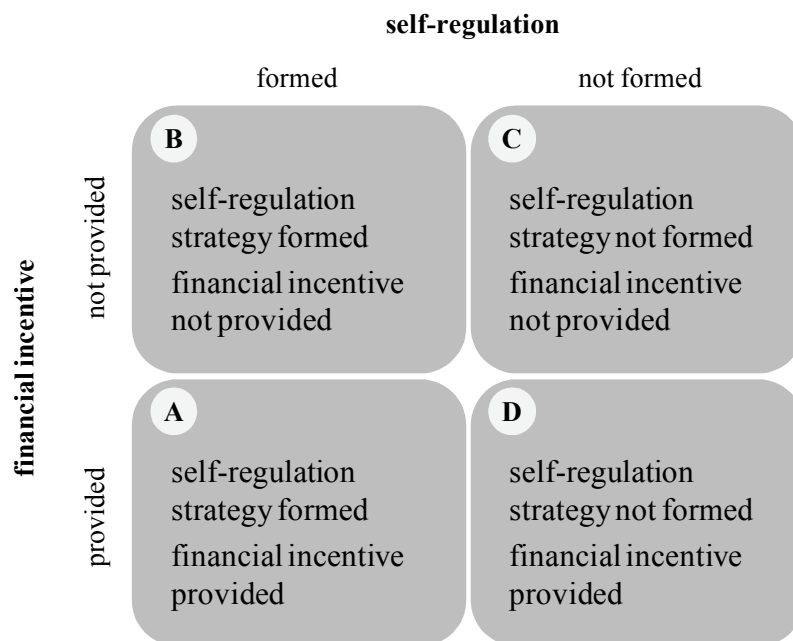 self-regulation
formed
not formed
financial incentive
not provided
B
self-regulation
strategy formed
financial incentive
not provided
C
self-regulation
strategy not formed
financial incentive
not provided
provided
A
self-regulation
strategy formed
financial incentive
provided
D
self-regulation
strategy not formed
financial incentive
provided